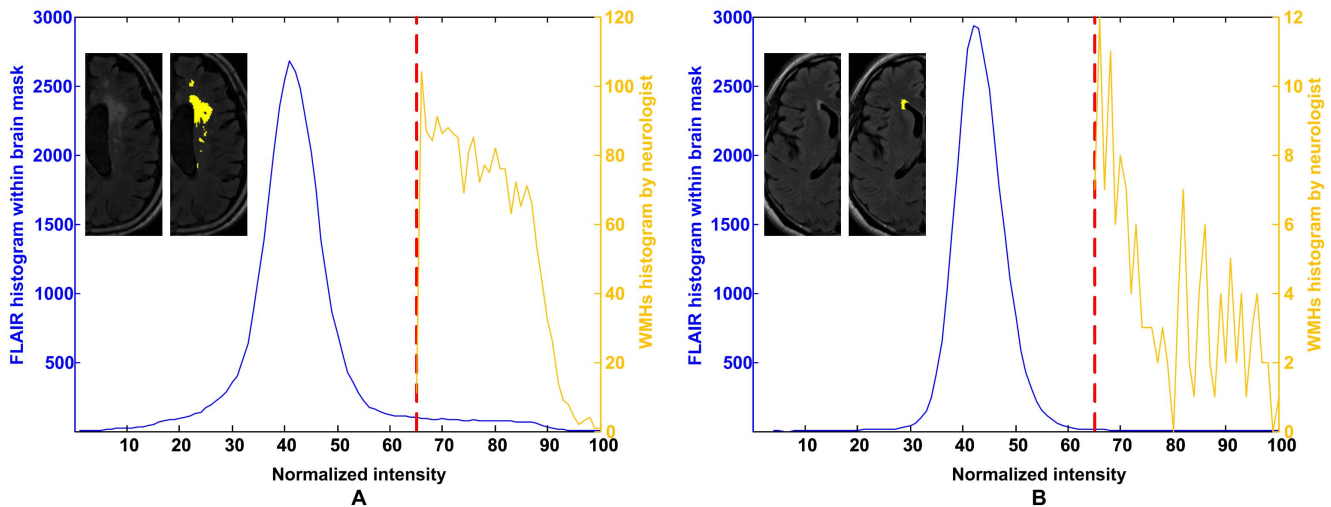 3000
2500
2000
1500
1000
500
FLAIR histogram within brain mask
10 20 30 40 50 60 70 80 90 100
Normalized intensity
120
100
80
60
40
20
0
WMHs histogram by neurologist
A
3000
2500
2000
1500
1000
500
FLAIR histogram within brain mask
10 20 30 40 50 60 70 80 90 100
Normalized intensity
12
10
8
6
4
2
0
WMHs histogram by neurologist
B